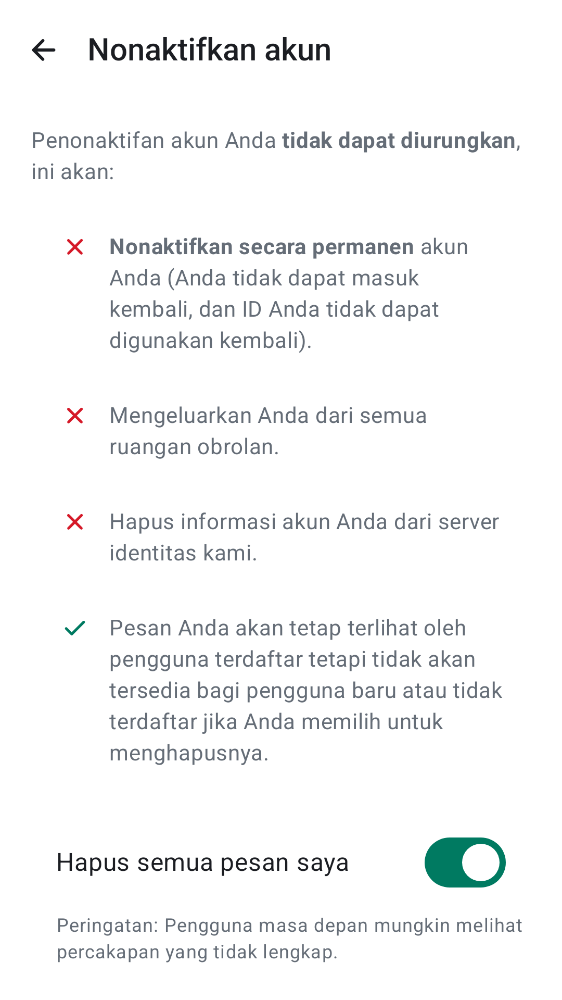 Nonaktifkan akun
Penonaktifan akun Anda tidak dapat diurungkan,
ini akan:
Nonaktifkan secara permanen akun
Anda (Anda tidak dapat masuk
kembali, dan ID Anda tidak dapat
digunakan kembali).
Mengeluarkan Anda dari semua
ruangan obrolan.
Hapus informasi akun Anda dari server
identitas kami.
Pesan Anda akan tetap terlihat oleh
pengguna terdaftar tetapi tidak akan
tersedia bagi pengguna baru atau tidak
terdaftar jika Anda memilih untuk
menghapusnya.
Hapus semua pesan saya
Peringatan: Pengguna masa depan mungkin melihat
percakapan yang tidak lengkap.